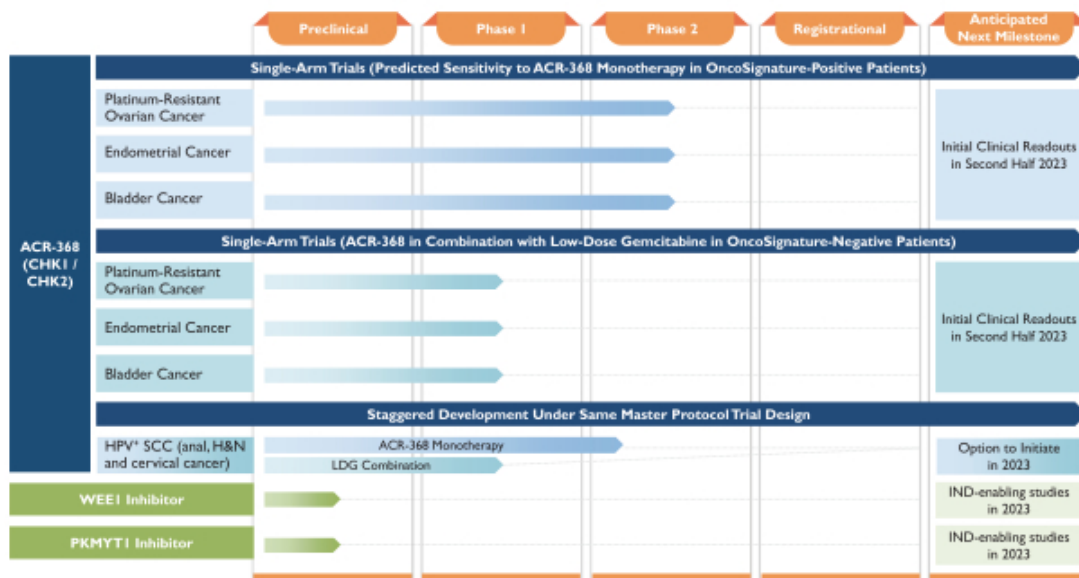 Preclinical
Phase 1
Phase 2
Registrational
Anticipated
Next Milestone
ACR-368
(CHK1 /
CHK2)
Single-Arm Trials (Predicted Sensitivity to ACR-368 Monotherapy in OncoSignature-Positive Patients)
Platinum-Resistant
Ovarian Cancer
Endometrial Cancer
Bladder Cancer
Initial Clinical Readouts
in Second Half 2023
Single-Arm Trials (ACR-368 in Combination with Low-Dose Gemcitabine in OncoSignature-Negative Patients)
Platinum-Resistant
Ovarian Cancer
Endometrial Cancer
Bladder Cancer
Initial Clinical Readouts
in Second Half 2023
Staggered Development Under Same Master Protocol Trial Design
HPV⁺ SCC (anal, H&N
and cervical cancer)
ACR-368 Monotherapy
LDG Combination
Option to Initiate
in 2023
WEE1 Inhibitor
IND-enabling studies
in 2023
PKMYT1 Inhibitor
IND-enabling studies
in 2023